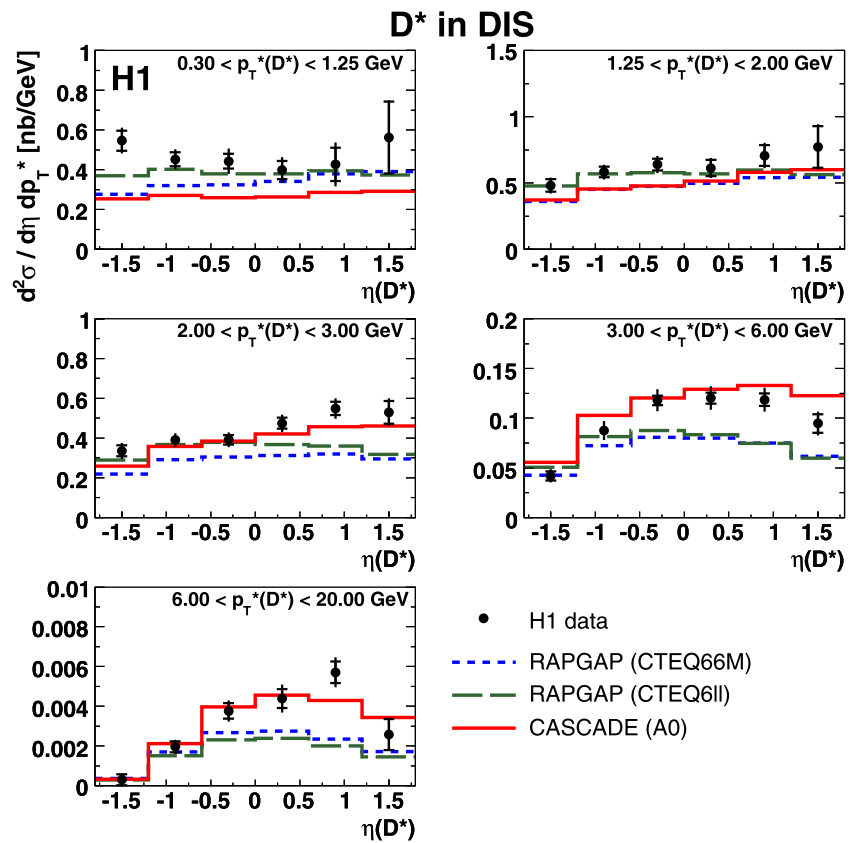 D* in DIS
d²σ / dη dp_T* [nb/GeV]
H1
0.30 < p_T*(D*) < 1.25 GeV
1
0.8
0.6
0.4
0.2
0
-1.5 -1 -0.5 0 0.5 1 1.5
η(D*)
1.25 < p_T*(D*) < 2.00 GeV
1.5
1
0.5
0
-1.5 -1 -0.5 0 0.5 1 1.5
η(D*)
2.00 < p_T*(D*) < 3.00 GeV
1
0.8
0.6
0.4
0.2
0
-1.5 -1 -0.5 0 0.5 1 1.5
η(D*)
3.00 < p_T*(D*) < 6.00 GeV
0.2
0.15
0.1
0.05
0
-1.5 -1 -0.5 0 0.5 1 1.5
η(D*)
6.00 < p_T*(D*) < 20.00 GeV
0.01
0.008
0.006
0.004
0.002
0
-1.5 -1 -0.5 0 0.5 1 1.5
η(D*)
H1 data
RAPGAP (CTEQ66M)
RAPGAP (CTEQ6ll)
CASCADE (A0)